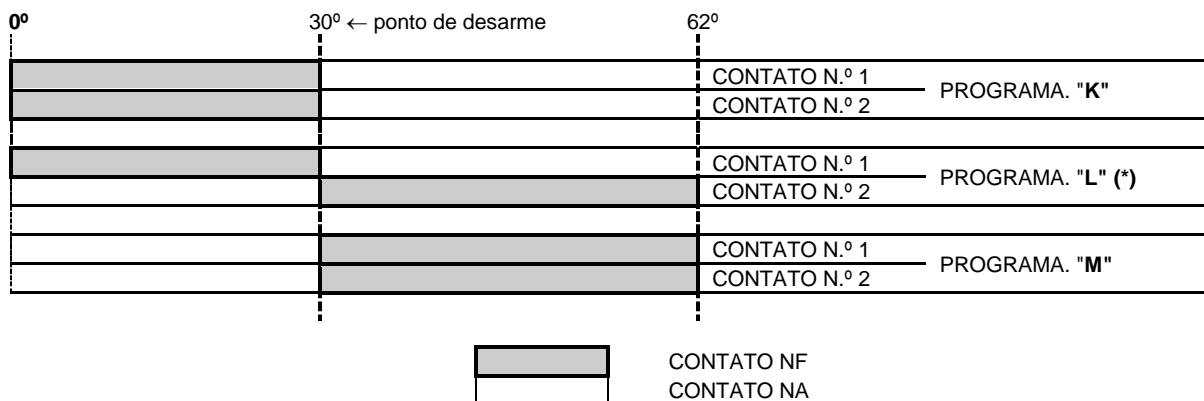 0º 30º ← ponto de desarme 62º
CONTATO N.º 1
PROGRAMA. "K"
CONTATO N.º 2
CONTATO N.º 1
PROGRAMA. "L" (*)
CONTATO N.º 2
CONTATO N.º 1
PROGRAMA. "M"
CONTATO N.º 2
CONTATO NF
CONTATO NA